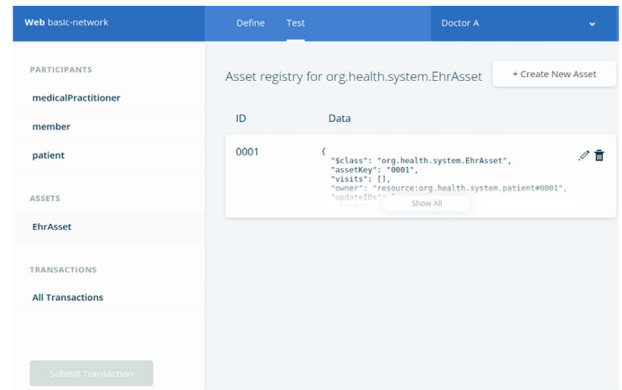 Web basic-network
Define Test
Doctor A
PARTICIPANTS
medicalPractitioner
member
patient
ASSETS
EhrAsset
TRANSACTIONS
All Transactions
Submit Transaction
Asset registry for org.health.system.EhrAsset
+ Create New Asset
ID Data
0001
{
"$class": "org.health.system.EhrAsset",
"assetKey": "0001",
"visits": [],
"owner": "resource:org.health.system.patient#0001",
"updateIDs":
Show All